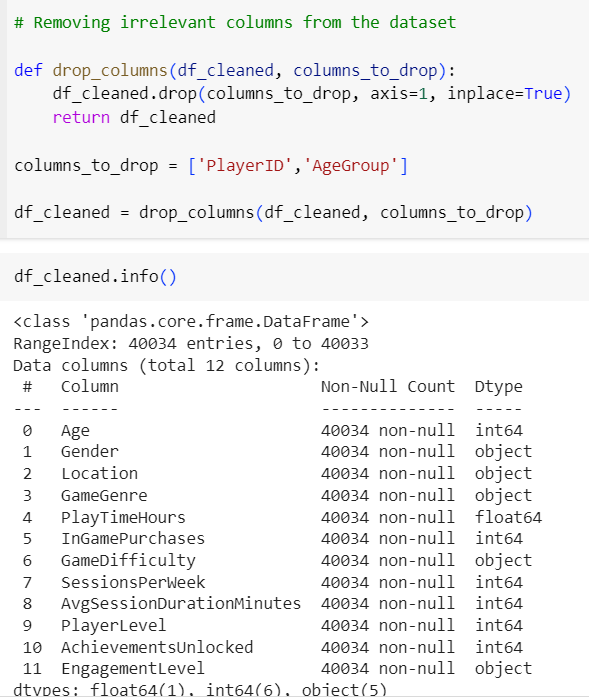 # Removing irrelevant columns from the dataset
def drop_columns(df_cleaned, columns_to_drop):
    df_cleaned.drop(columns_to_drop, axis=1, inplace=True)
    return df_cleaned
columns_to_drop = ['PlayerID','AgeGroup']
df_cleaned = drop_columns(df_cleaned, columns_to_drop)
df_cleaned.info()
<class 'pandas.core.frame.DataFrame'>
RangeIndex: 40034 entries, 0 to 40033
Data columns (total 12 columns):
 #   Column                     Non-Null Count  Dtype
---  ------                     --------------  -----
 0   Age                        40034 non-null  int64
 1   Gender                     40034 non-null  object
 2   Location                   40034 non-null  object
 3   GameGenre                  40034 non-null  object
 4   PlayTimeHours              40034 non-null  float64
 5   InGamePurchases            40034 non-null  int64
 6   GameDifficulty             40034 non-null  object
 7   SessionsPerWeek            40034 non-null  int64
 8   AvgSessionDurationMinutes  40034 non-null  int64
 9   PlayerLevel                40034 non-null  int64
 10  AchievementsUnlocked       40034 non-null  int64
 11  EngagementLevel            40034 non-null  object
dtypes: float64(1), int64(6), object(5)